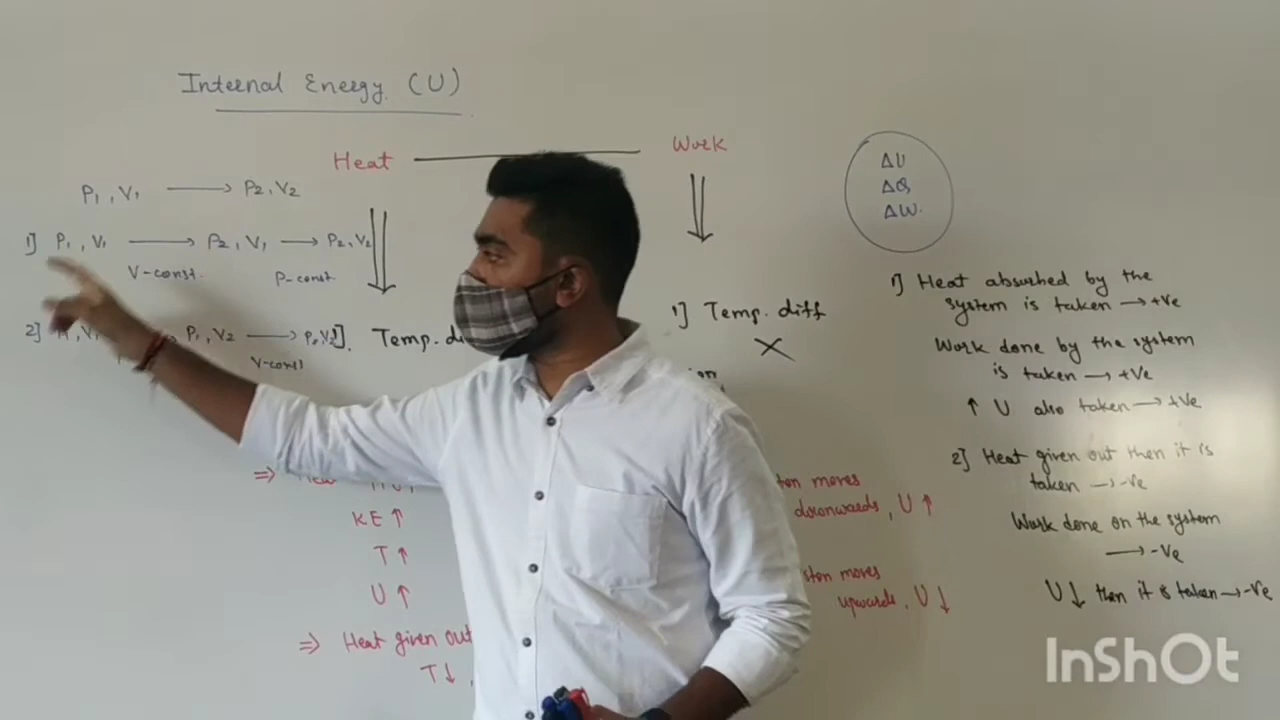 Internal Energy (U)
Heat
Work
P1, V1 → P2, V2
1] P1, V1 → P2, V1 → P2, V2
V-const. P-const.
2] P1, V1 P1, V2 → P2, V2
V-const
1]. Temp. di
⇒
KE ↑
T ↑
U ↑
⇒ Heat given out
T↓,
1] Temp. diff
×
moves
downwards, U ↑
moves
upwards, U ↓
ΔU
ΔQ
ΔW.
1] Heat absurbed by the
system is taken → +ve
Work done by the system
is taken → +ve
↑ U also taken → +ve
2] Heat given out then it is
taken → -ve
Work done on the system
→ -ve
U↓ then it is taken → -ve
InShOt